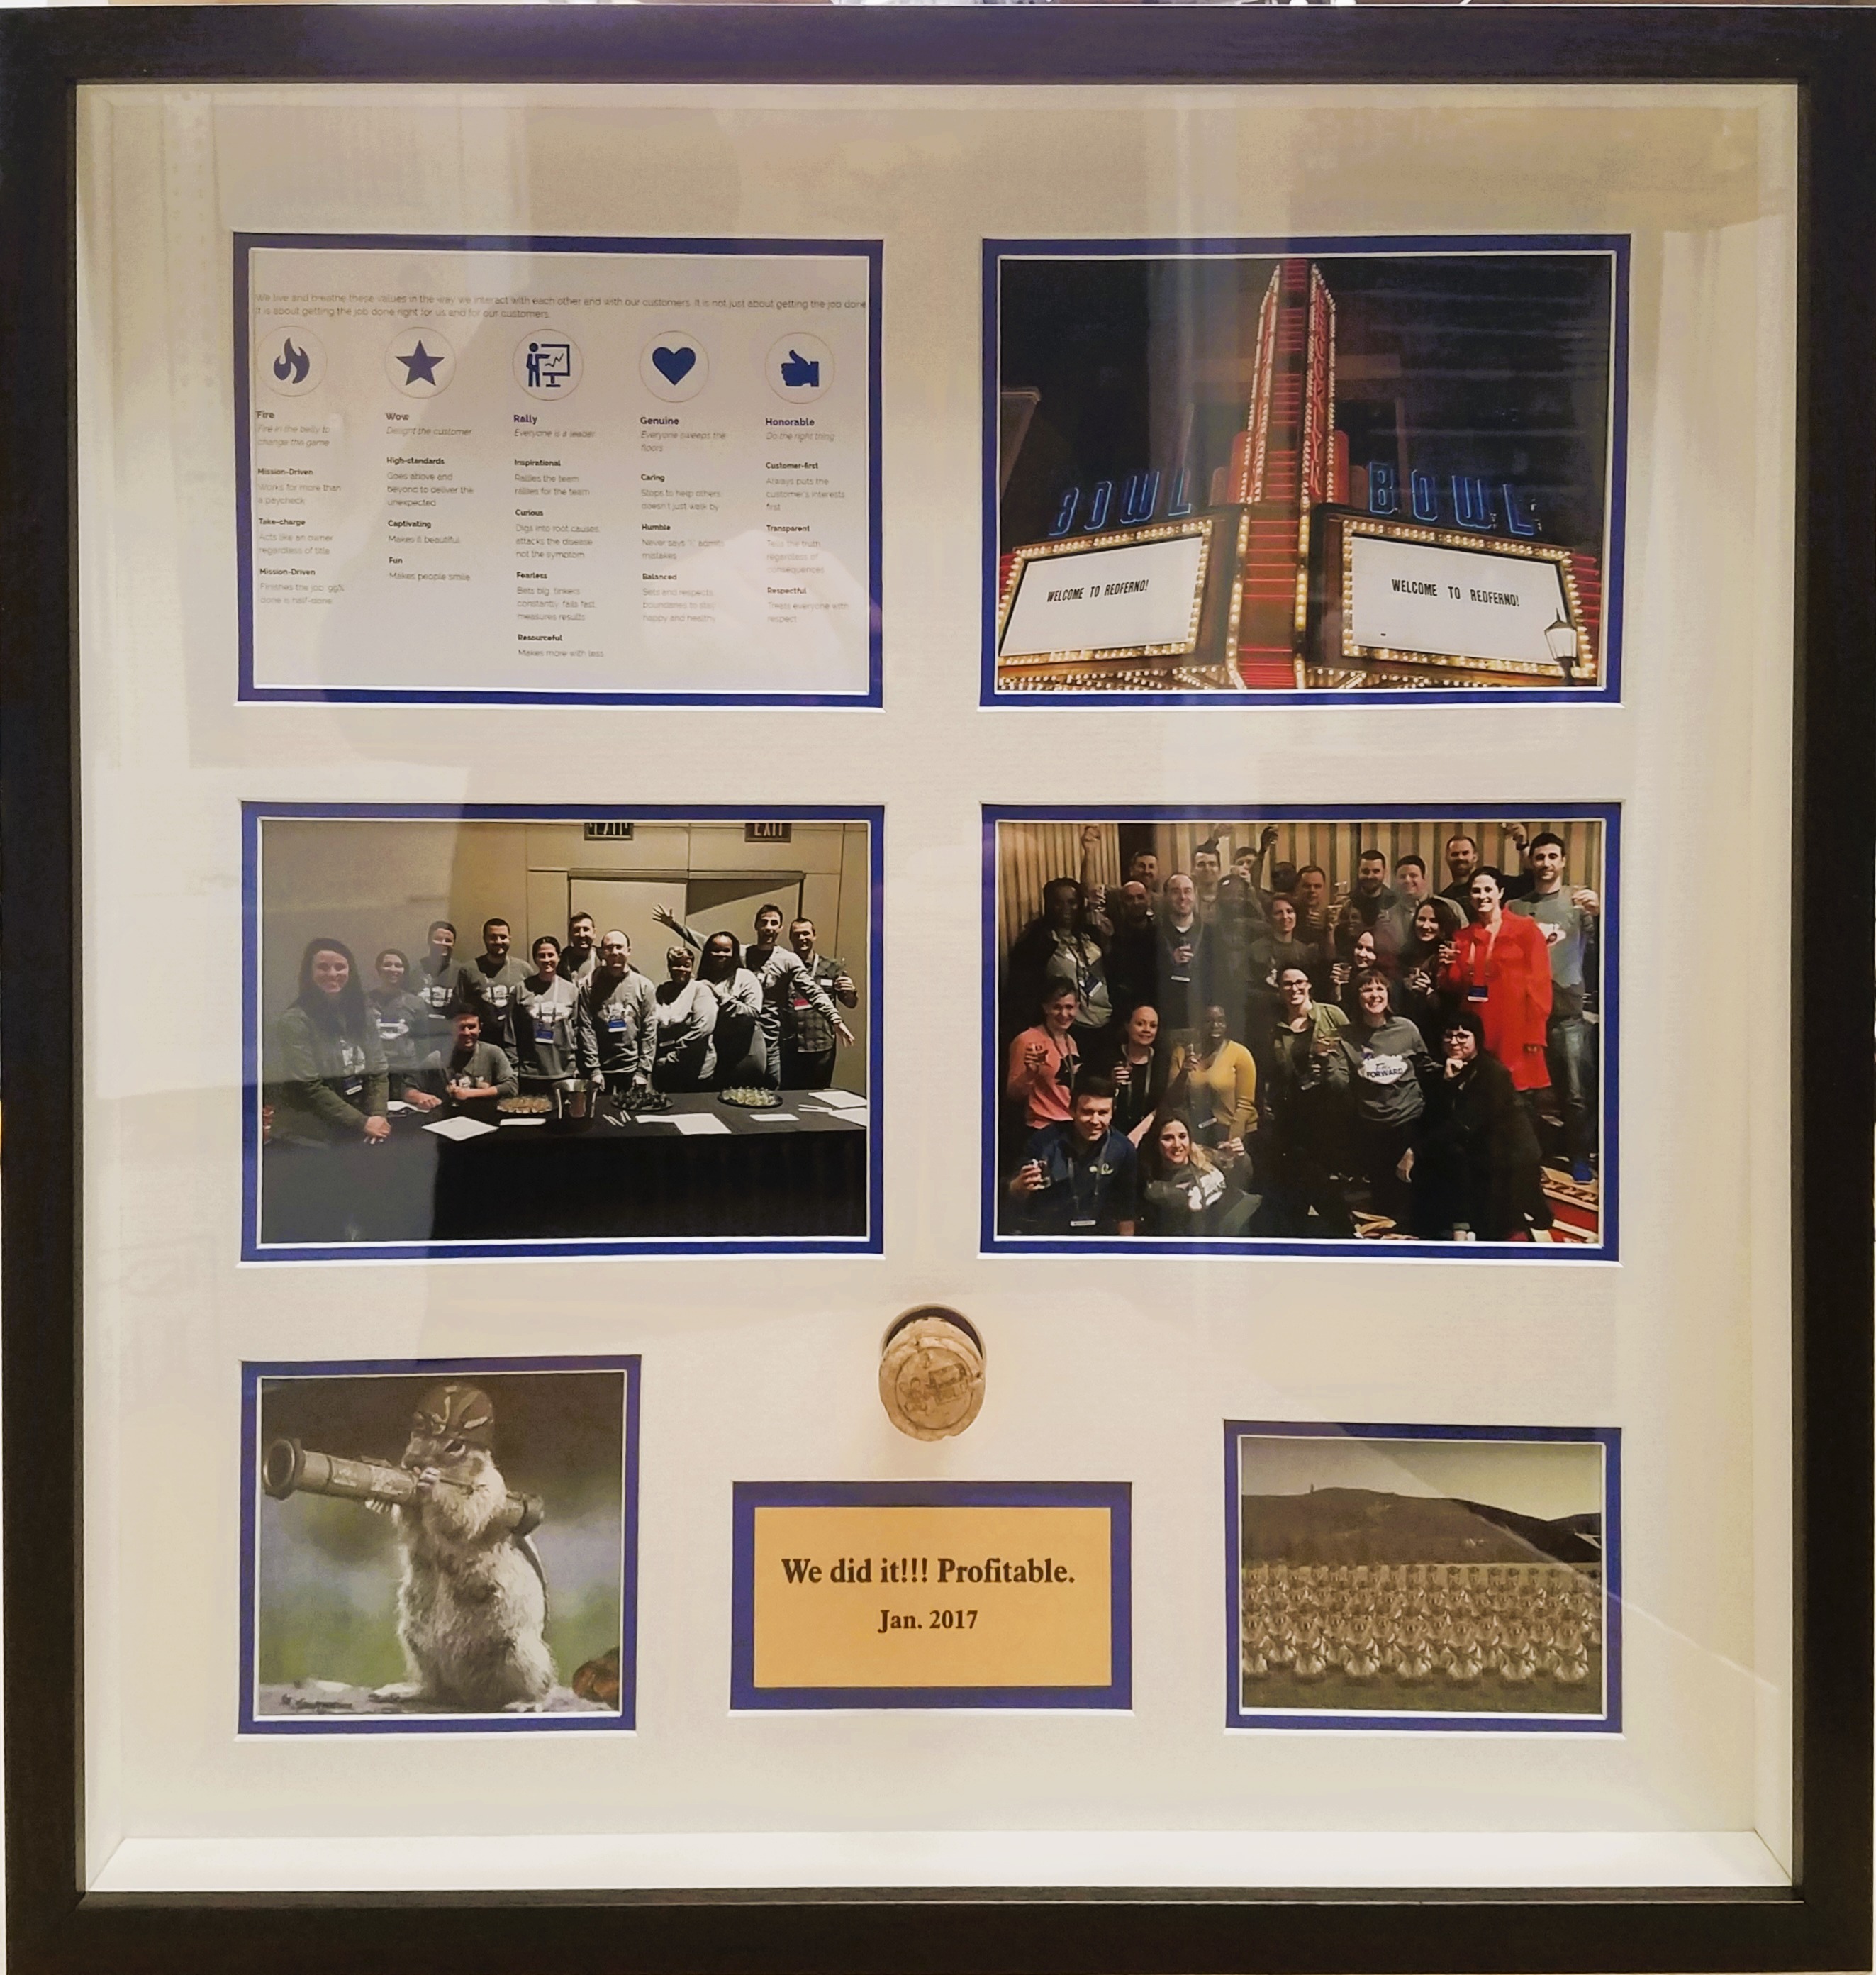 We live and breathe these values in the way we interact with each other and with our customers. It is not just about getting the job done
It is about getting the job done right for us and for our customers.
Fire
Fire in the belly to
change the game
Mission-Driven
Works for more than
a paycheck
Take-charge
Acts like an owner
regardless of title
Mission-Driven
Finishes the job; 99%
done is half-done
Wow
Delight the customer
High-standards
Goes above and
beyond to deliver the
unexpected
Captivating
Makes it beautiful
Fun
Makes people smile
Rally
Everyone is a leader
Inspirational
Rallies the team
rallies for the team
Curious
Digs into root causes
attacks the disease
not the symptom
Fearless
Bets big, tinkers
constantly, fails fast,
measures results
Resourceful
Makes more with less
Genuine
Everyone sweeps the
floors
Caring
Stops to help others;
doesn't just walk by
Humble
Never says "I"; admits
mistakes
Balanced
Sets and respects
boundaries to stay
happy and healthy
Honorable
Do the right thing
Customer-first
Always puts the
customer's interests
first
Transparent
Tells the truth
regardless of
consequences
Respectful
Treats everyone with
respect
BOWL BOWL
WELCOME TO REDFERNO! WELCOME TO REDFERNO!
EXIT EXIT
FORWARD
We did it!!! Profitable.
Jan. 2017